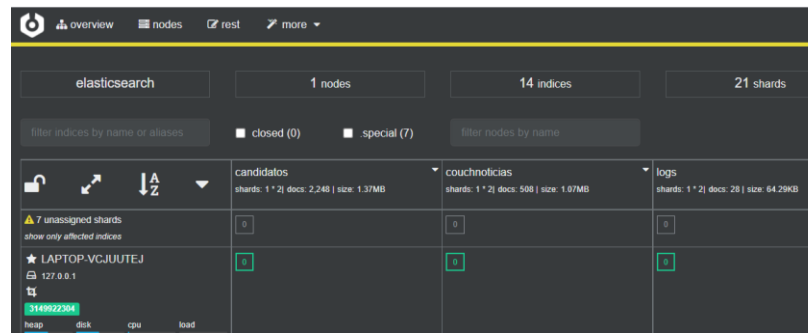 overview nodes rest more
elasticsearch 1 nodes 14 indices 21 shards
filter indices by name or aliases closed (0) .special (7) filter nodes by name
candidatos couchnoticias logs
shards: 1 * 2| docs: 2,248 | size: 1.37MB shards: 1 * 2| docs: 508 | size: 1.07MB shards: 1 * 2| docs: 28 | size: 64.29KB
A Z
7 unassigned shards 0 0 0
show only affected indices
LAPTOP-VCJUUTEJ 0 0 0
127.0.0.1
3149922304
heap disk cpu load